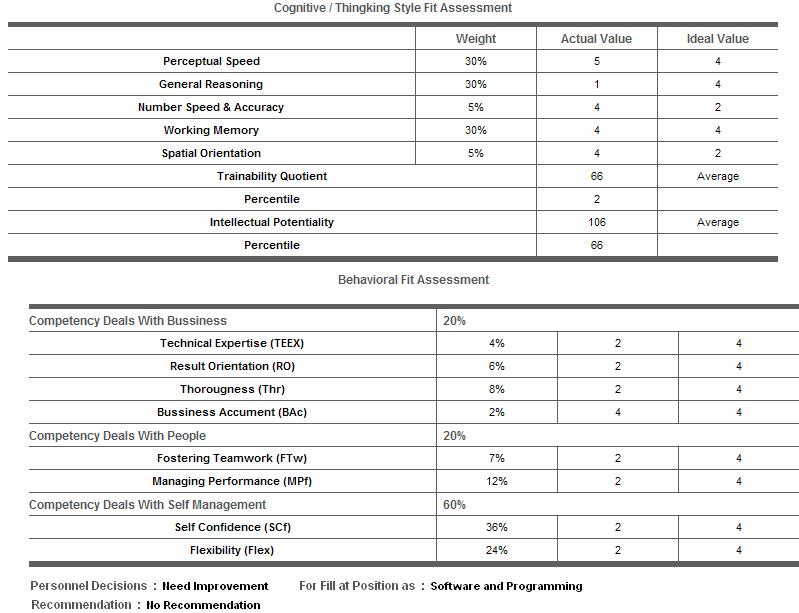 Cognitive / Thingking Style Fit Assessment
Weight Actual Value Ideal Value
Perceptual Speed 30% 5 4
General Reasoning 30% 1 4
Number Speed & Accuracy 5% 4 2
Working Memory 30% 4 4
Spatial Orientation 5% 4 2
Trainability Quotient 66 Average
Percentile 2
Intellectual Potentiality 106 Average
Percentile 66
Behavioral Fit Assessment
Competency Deals With Bussiness 20%
Technical Expertise (TEEX) 4% 2 4
Result Orientation (RO) 6% 2 4
Thorougness (Thr) 8% 2 4
Bussiness Accument (BAc) 2% 4 4
Competency Deals With People 20%
Fostering Teamwork (FTw) 7% 2 4
Managing Performance (MPf) 12% 2 4
Competency Deals With Self Management 60%
Self Confidence (SCf) 36% 2 4
Flexibility (Flex) 24% 2 4
Personnel Decisions : Need Improvement For Fill at Position as : Software and Programming
Recommendation : No Recommendation